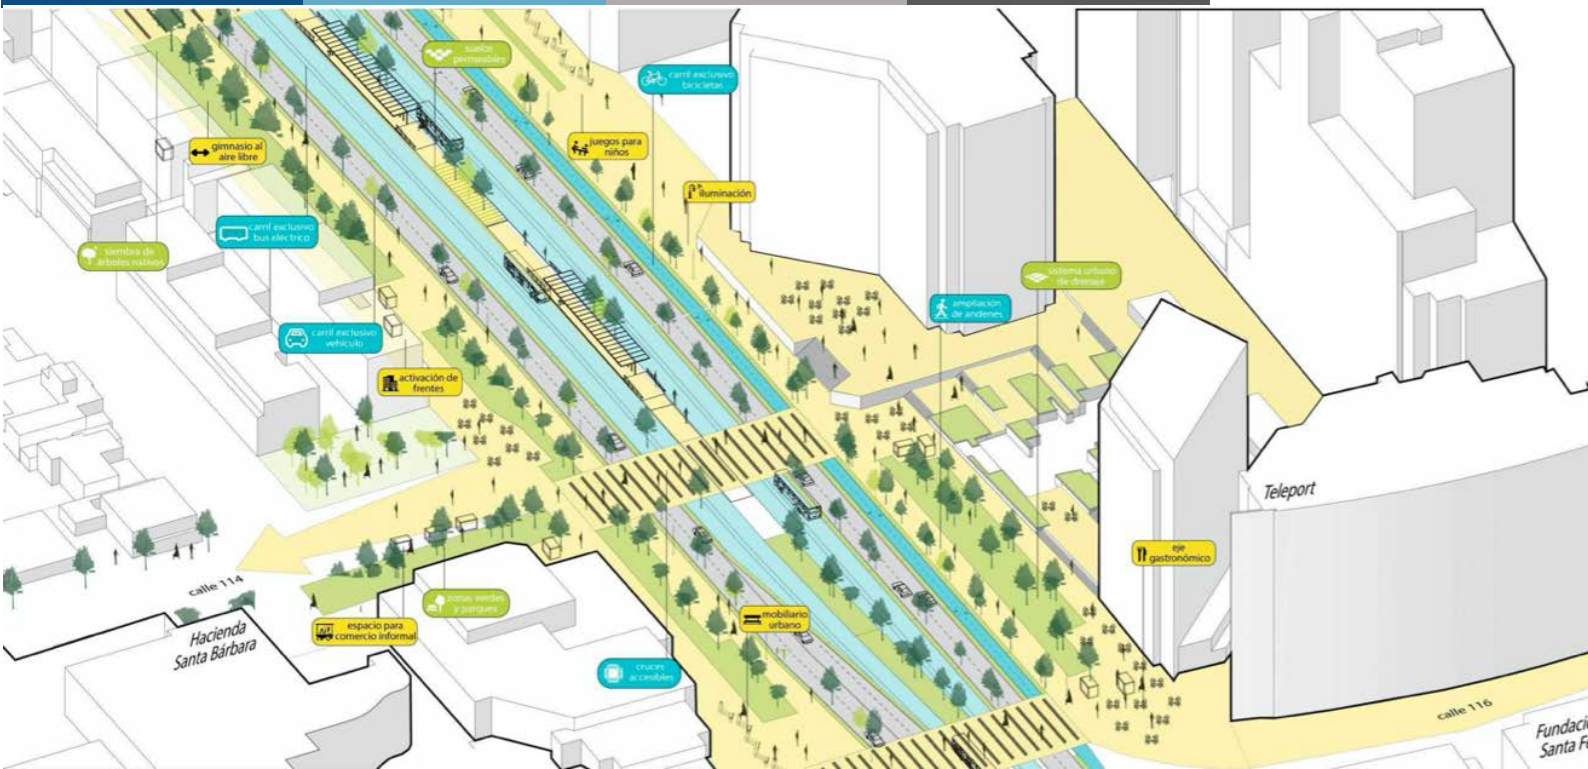 suelos
permeables
carril exclusivo
bicicletas
gimnasio al
aire libre
juegos para
niños
iluminación
carril exclusivo
bus eléctrico
siembra de
árboles nativos
sistema urbano
de drenaje
ampliación
de andenes
carril exclusivo
vehículo
activación de
frentes
Teleport
eje
gastronómico
calle 114
zonas verdes
y parques
Hacienda
Santa Bárbara
espacio para
comercio informal
mobiliario
urbano
cruces
accesibles
calle 116
Fundaci
Santa F